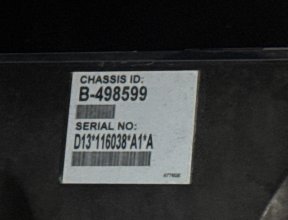 CHASSIS ID:
B-498599
SERIAL NO:
D13*116038*A1*A